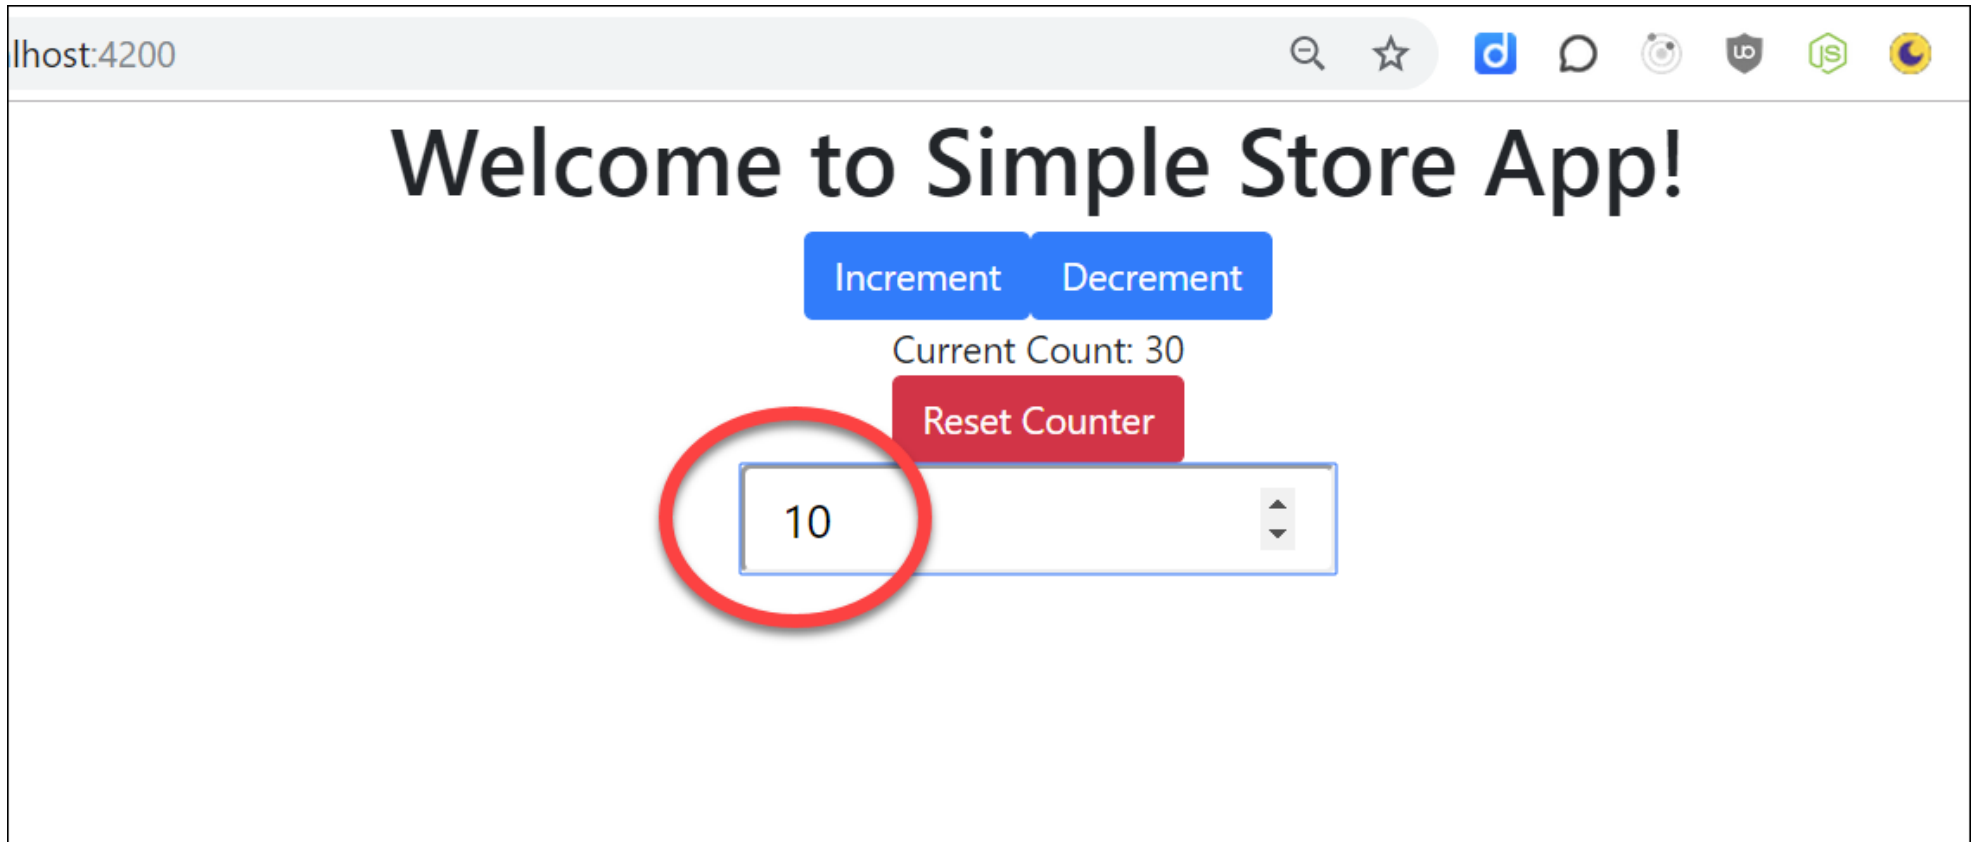 lhost:4200
Welcome to Simple Store App!
Increment Decrement
Current Count: 30
Reset Counter
10